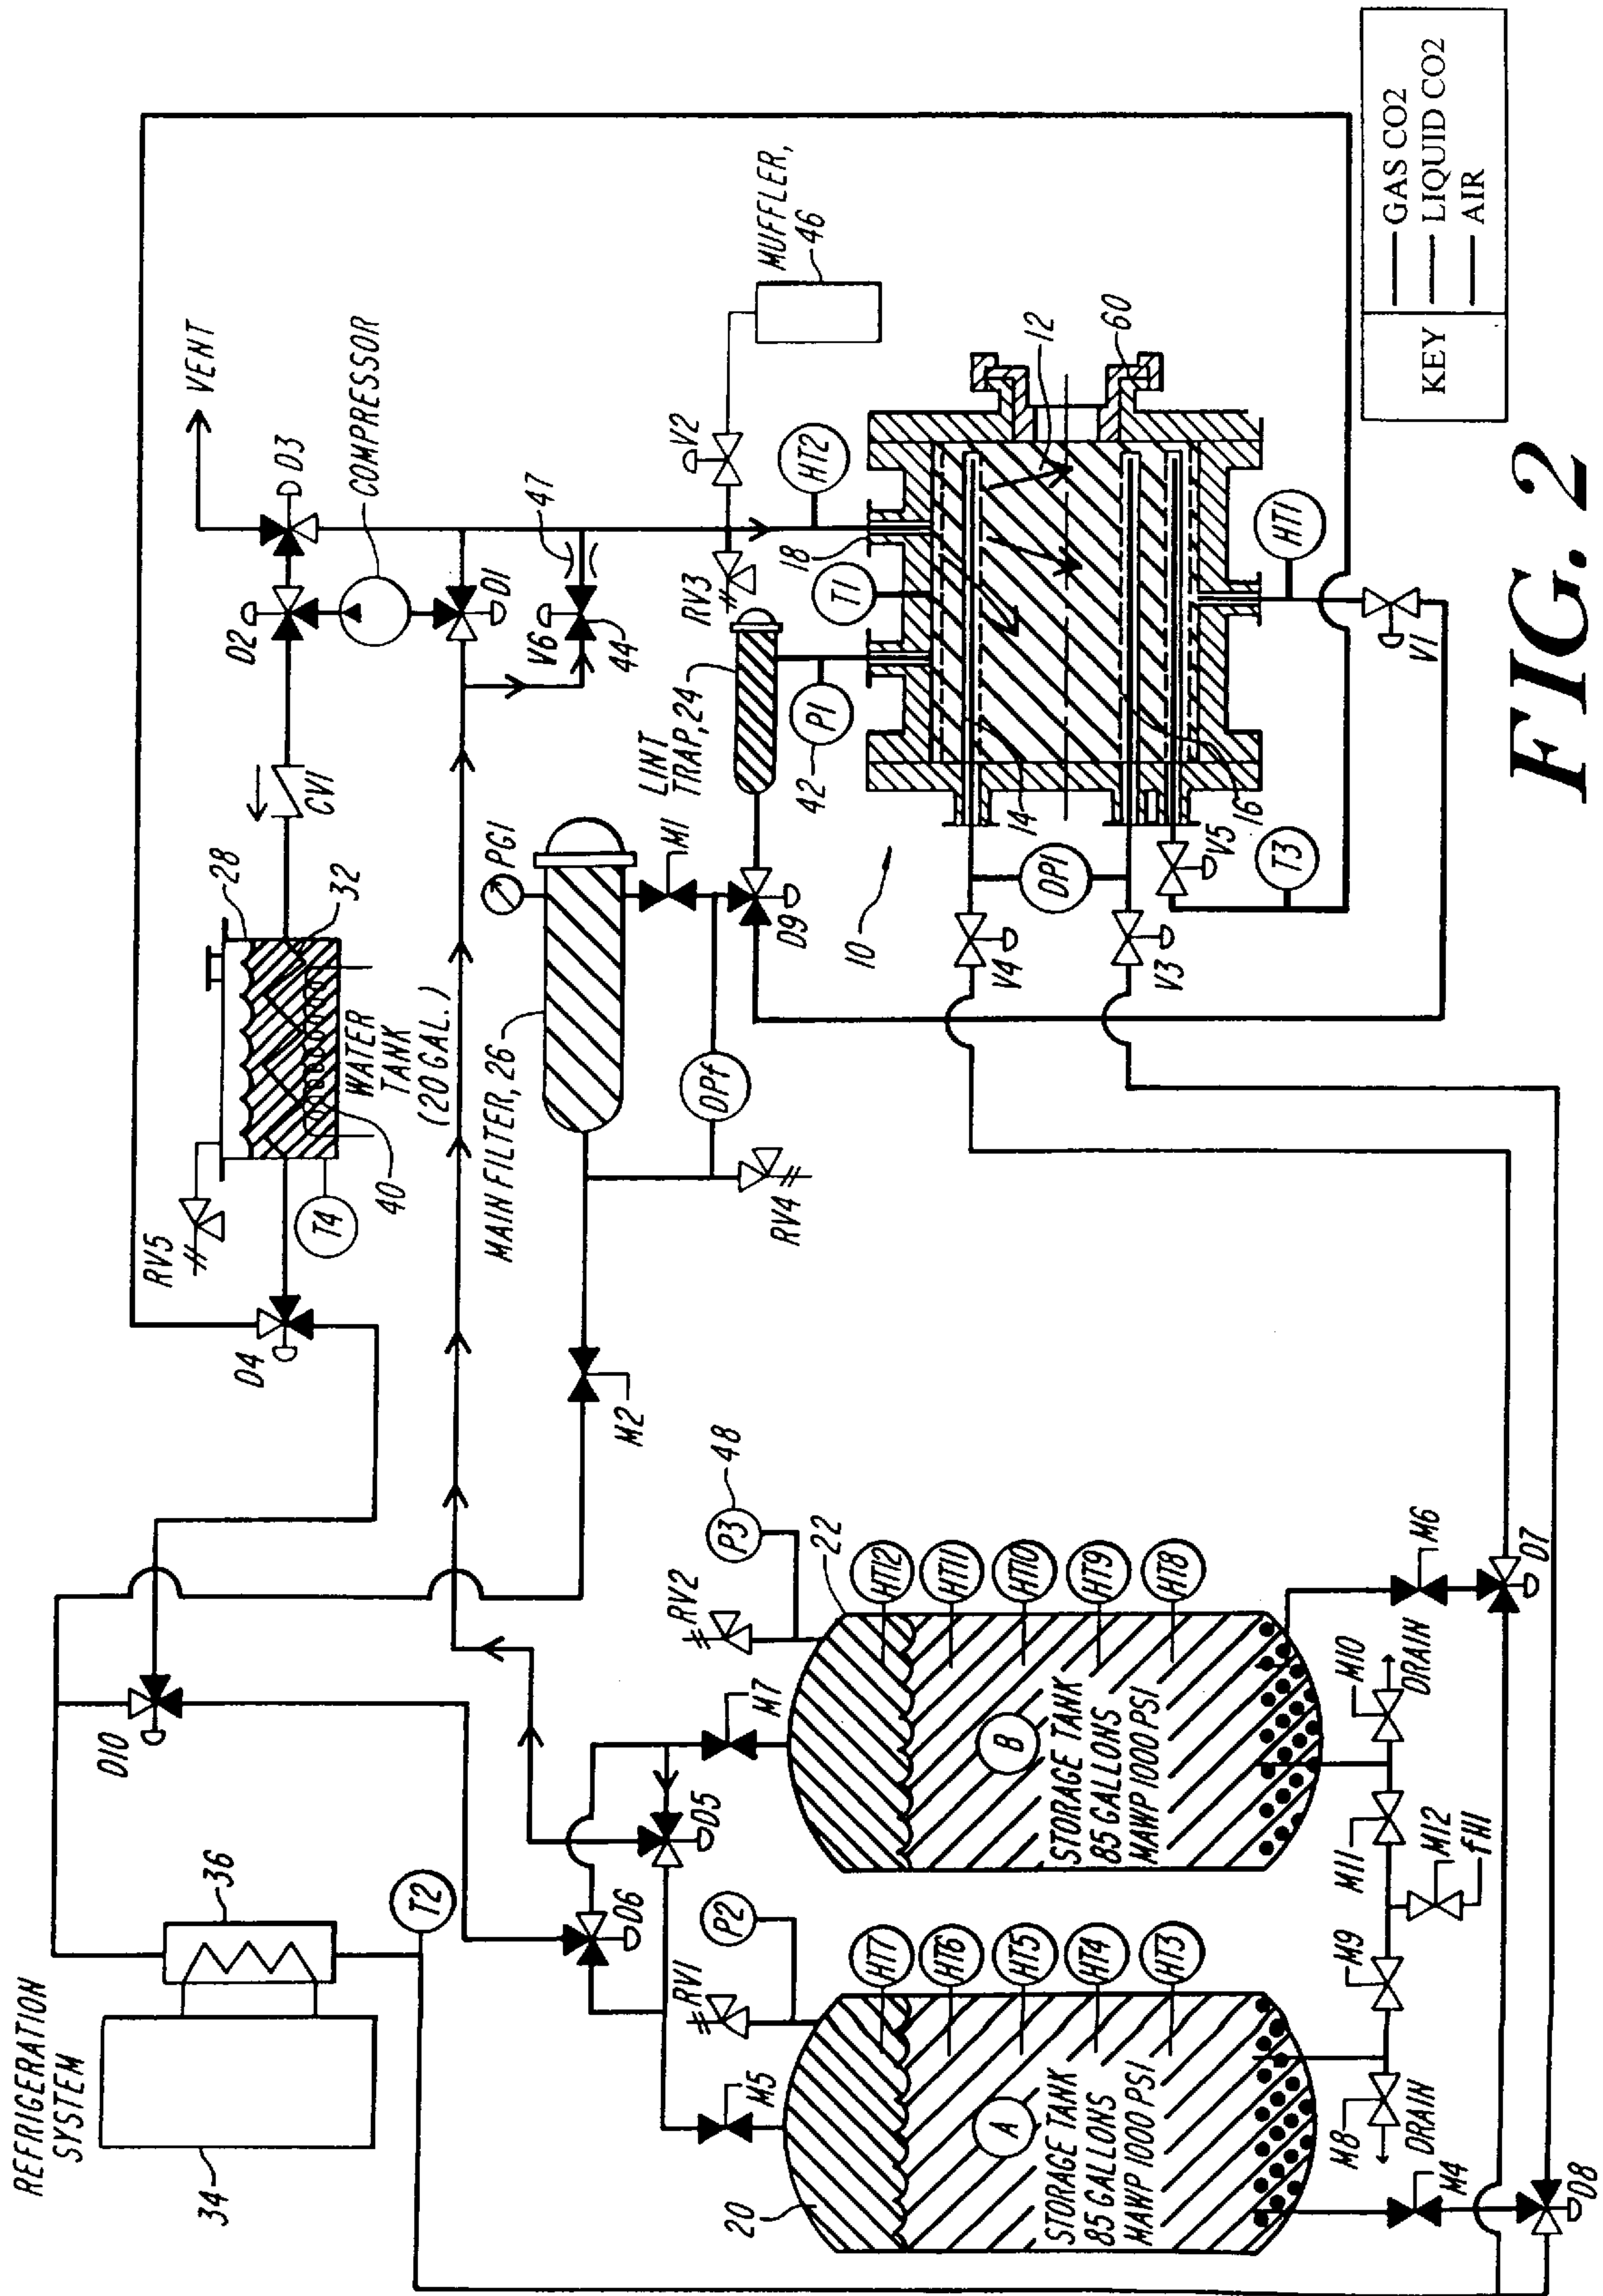 REFRIGERATION
SYSTEM
34
36
T2
D10
D4
RV5
T4
40
WATER
TANK
(20 GAL.)
28
32
CV1
D2
D3
VENT
COMPRESSOR
D1
V6
44
47
MAIN FILTER, 26
PG1
M1
DPf
RV4
M2
D9
LINT
TRAP, 24
RV3
V2
MUFFLER,
46
P1
42
T1
18
HT2
10
12
14
16
60
DP1
V4
V3
V5
T3
HT1
V1
D6
D5
M5
M7
RV1
P2
RV2
P3
48
20
22
HT7
HT6
HT5
HT4
HT3
HT12
HT11
HT10
HT9
HT8
A
STORAGE TANK
85 GALLONS
MAWP 1000 PSI
B
STORAGE TANK
85 GALLONS
MAWP 1000 PSI
M8
DRAIN
M9
M11
M12
fH1
M10
DRAIN
M4
M6
D8
D7
KEY
GAS CO2
LIQUID CO2
AIR
FIG. 2